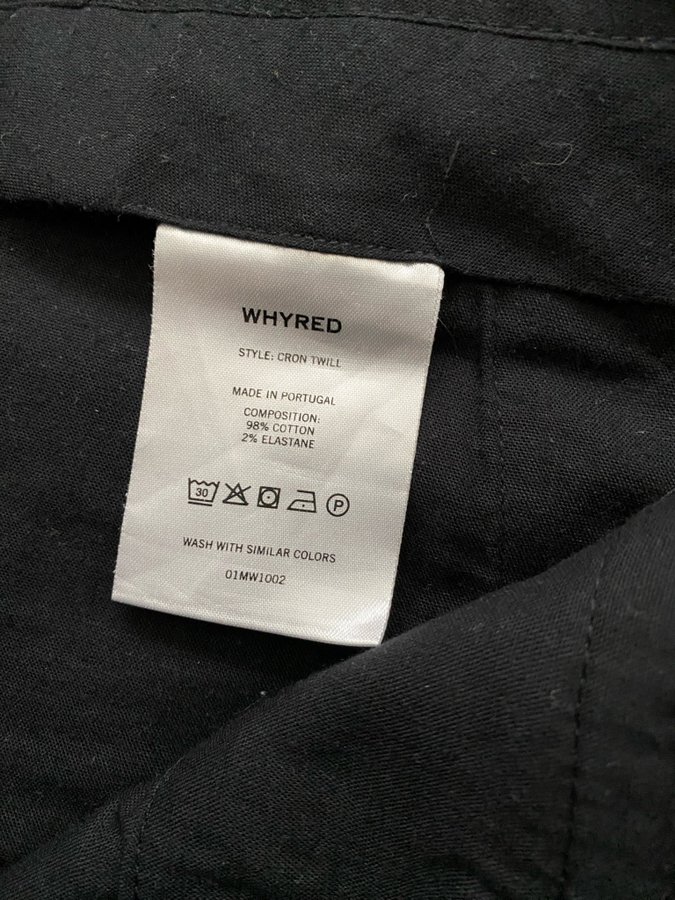 WHYRED
STYLE: CRON TWILL
MADE IN PORTUGAL
COMPOSITION:
98% COTTON
2% ELASTANE
30 P
WASH WITH SIMILAR COLORS
01MW1002